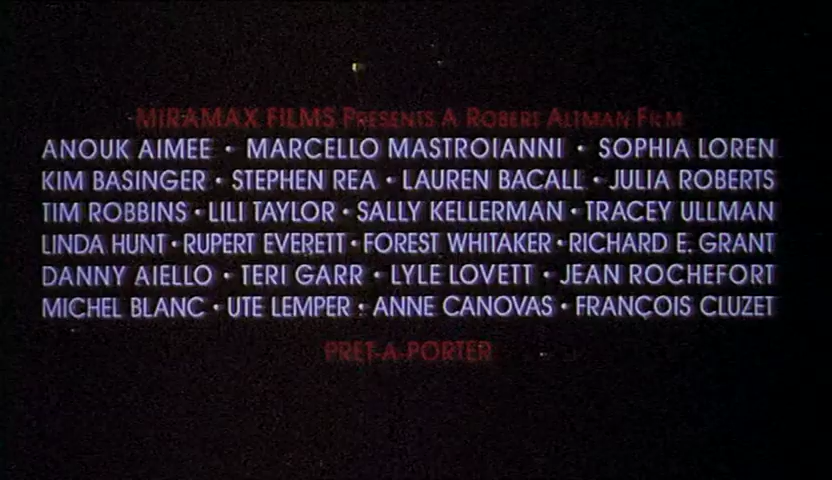 MIRAMAX FILMS PRESENTS A ROBERT ALTMAN FILM
ANOUK AIMEE • MARCELLO MASTROIANNI • SOPHIA LOREN
KIM BASINGER • STEPHEN REA • LAUREN BACALL • JULIA ROBERTS
TIM ROBBINS • LILI TAYLOR • SALLY KELLERMAN • TRACEY ULLMAN
LINDA HUNT • RUPERT EVERETT • FOREST WHITAKER • RICHARD E. GRANT
DANNY AIELLO • TERI GARR • LYLE LOVETT • JEAN ROCHEFORT
MICHEL BLANC • UTE LEMPER • ANNE CANOVAS • FRANÇOIS CLUZET
PRET-A-PORTER